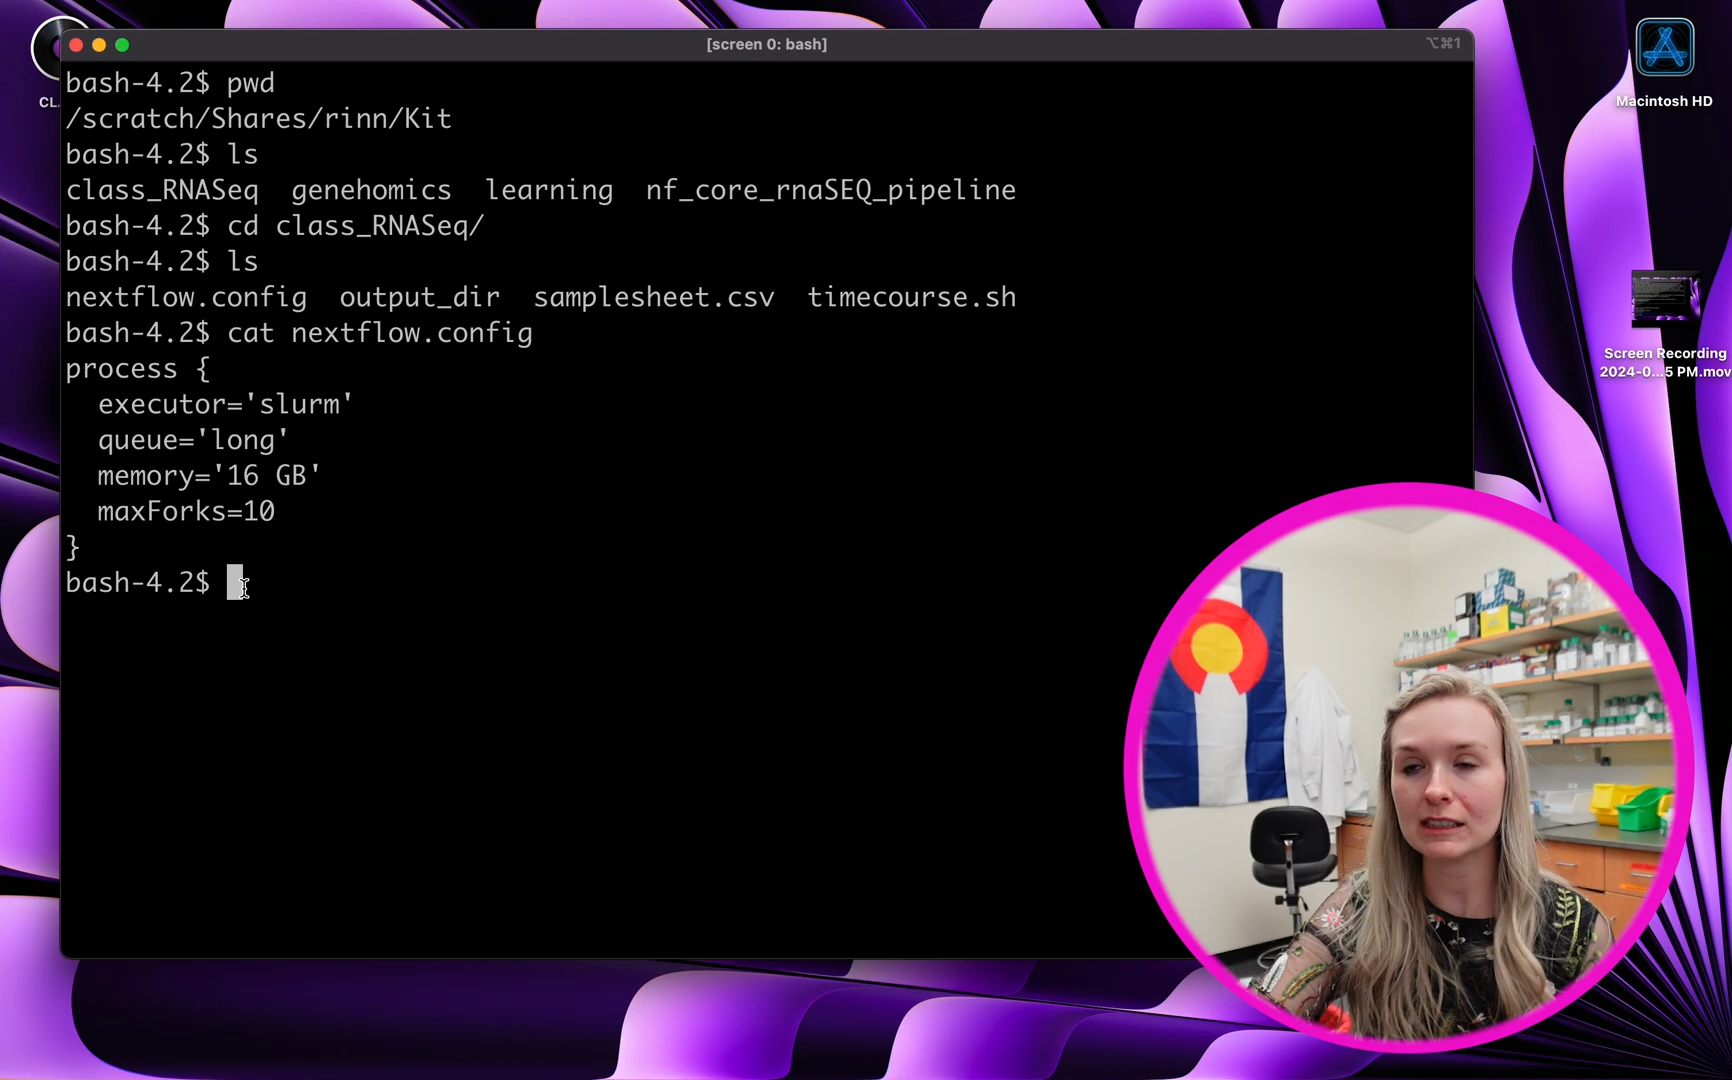 [screen 0: bash]
⌥⌘1
bash-4.2$ pwd
/scratch/Shares/rinn/Kit
bash-4.2$ ls
class_RNASeq  genehomics  learning  nf_core_rnaSEQ_pipeline
bash-4.2$ cd class_RNASeq/
bash-4.2$ ls
nextflow.config  output_dir  samplesheet.csv  timecourse.sh
bash-4.2$ cat nextflow.config
process {
  executor='slurm'
  queue='long'
  memory='16 GB'
  maxForks=10
}
bash-4.2$
CL
Macintosh HD
Screen Recording
2024-0...5 PM.mov